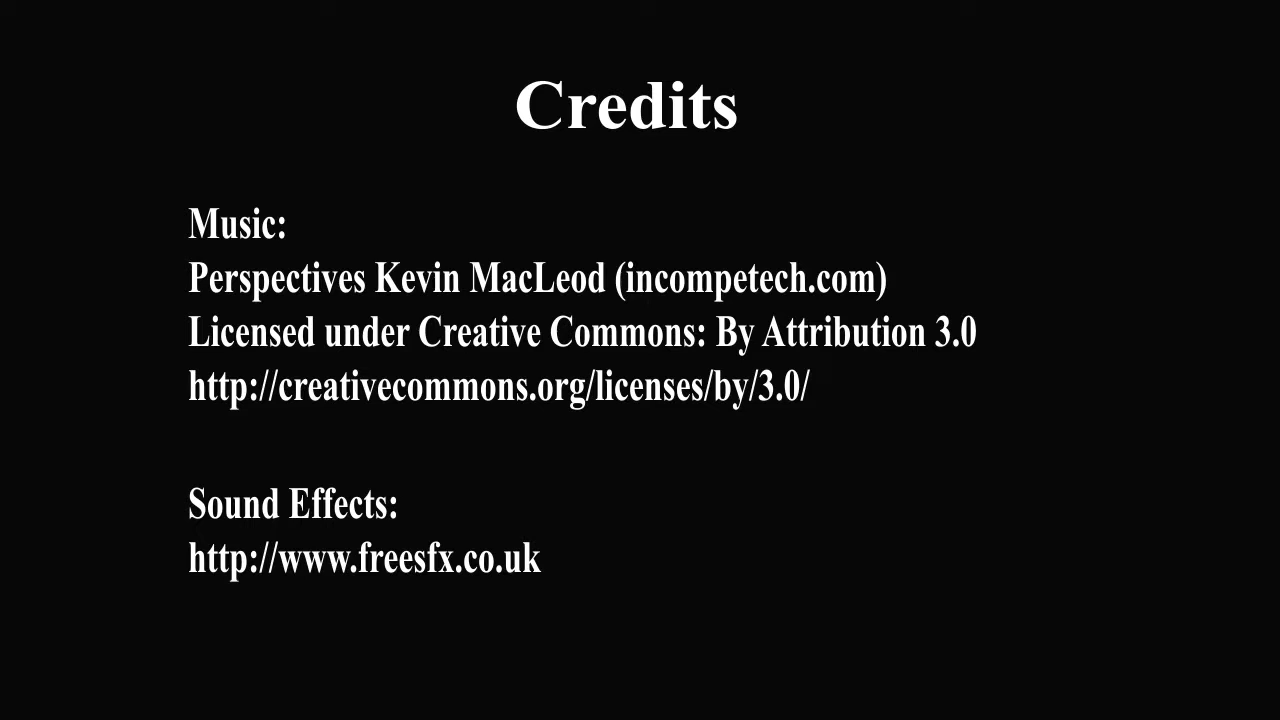 Credits
Music:
Perspectives Kevin MacLeod (incompetech.com)
Licensed under Creative Commons: By Attribution 3.0
http://creativecommons.org/licenses/by/3.0/
Sound Effects:
http://www.freesfx.co.uk